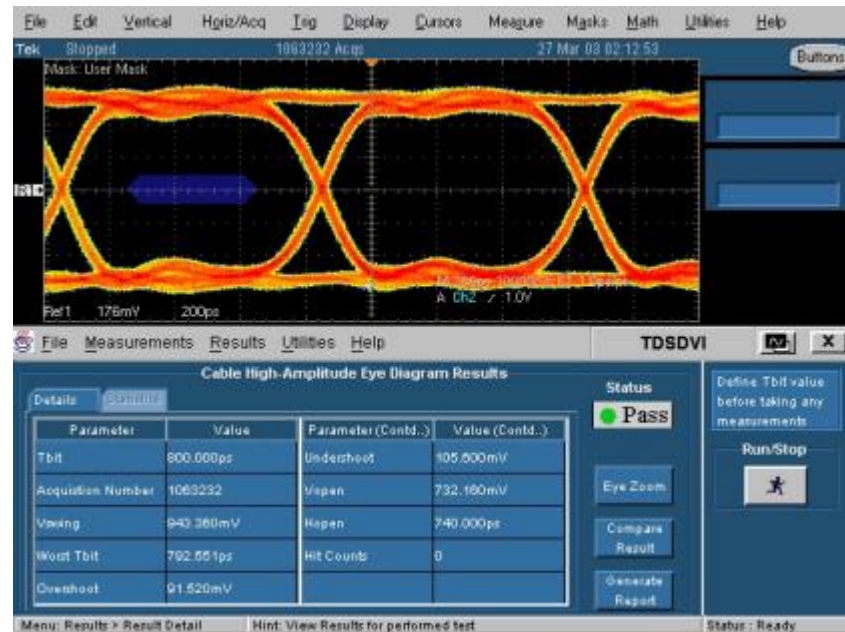 File Edit Vertical Horiz/Acq Trig Display Cursors Measure Masks Math Utilities Help
Tek Stopped 1063232 Acqs 27 Mar 03 02:12:53
Buttons
Mask: User Mask
R1
A Ch2 1.0V
Ref1 176mV 200ps
File Measurements Results Utilities Help TDSDVI X
Cable High-Amplitude Eye Diagram Results
Details Statistics
Status
Pass
Define Tbit value
before taking any
measurements
Parameter Value Parameter(Contd..) Value (Contd..)
Tbit 800.000ps Undershoot 105.600mV
Acquistion Number 1063232 Vopen 732.160mV
Vswing 943.360mV Hopen 740.000ps
Worst Tbit 792.551ps Hit Counts 0
Overshoot 91.520mV
Eye Zoom
Compare
Result
Generate
Report
Run/Stop
Menu: Results > Result Detail Hint: View Results for performed test Status : Ready